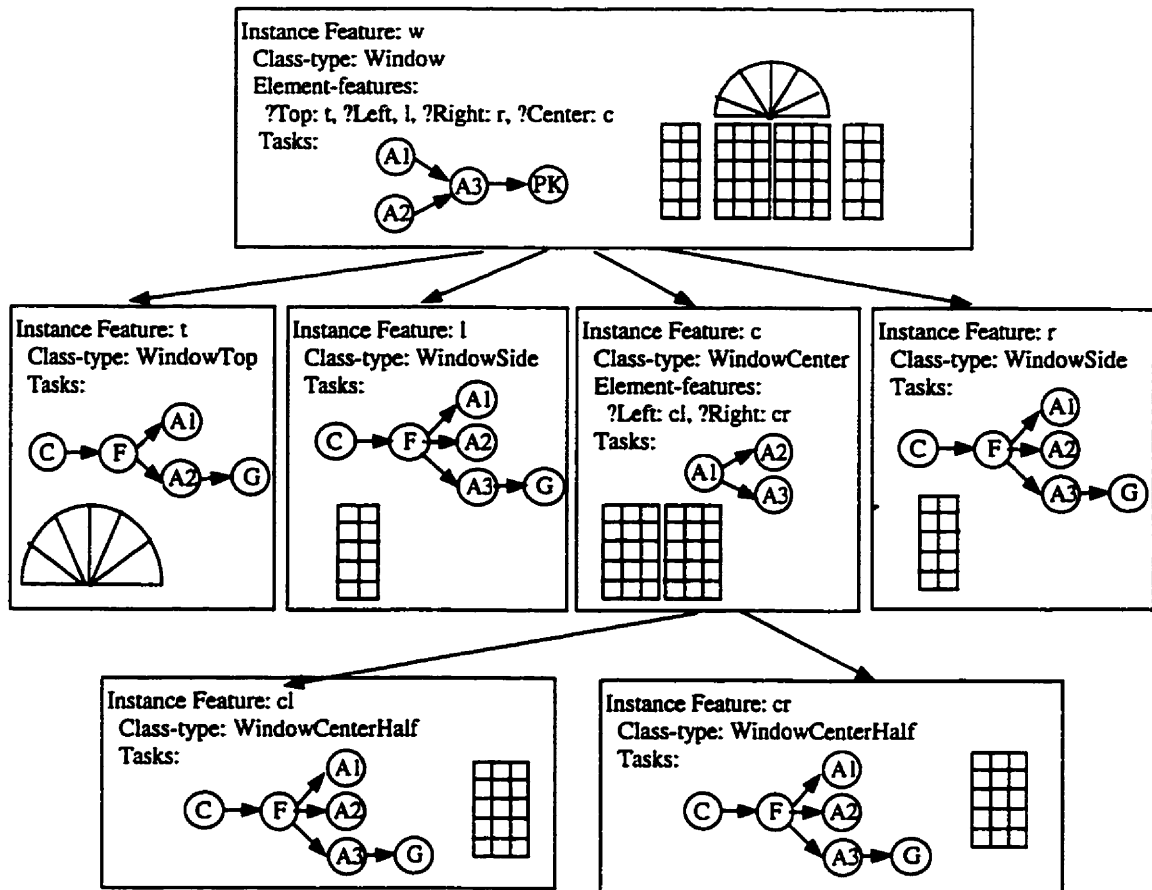 Instance Feature: w
Class-type: Window
Element-features:
?Top: t, ?Left, l, ?Right: r, ?Center: c
Tasks:
A1
A2
A3
PK
Instance Feature: t
Class-type: WindowTop
Tasks:
C
F
A1
A2
G
Instance Feature: l
Class-type: WindowSide
Tasks:
C
F
A1
A2
A3
G
Instance Feature: c
Class-type: WindowCenter
Element-features:
?Left: cl, ?Right: cr
Tasks:
A1
A2
A3
Instance Feature: r
Class-type: WindowSide
Tasks:
C
F
A1
A2
A3
G
Instance Feature: cl
Class-type: WindowCenterHalf
Tasks:
C
F
A1
A2
A3
G
Instance Feature: cr
Class-type: WindowCenterHalf
Tasks:
C
F
A1
A2
A3
G